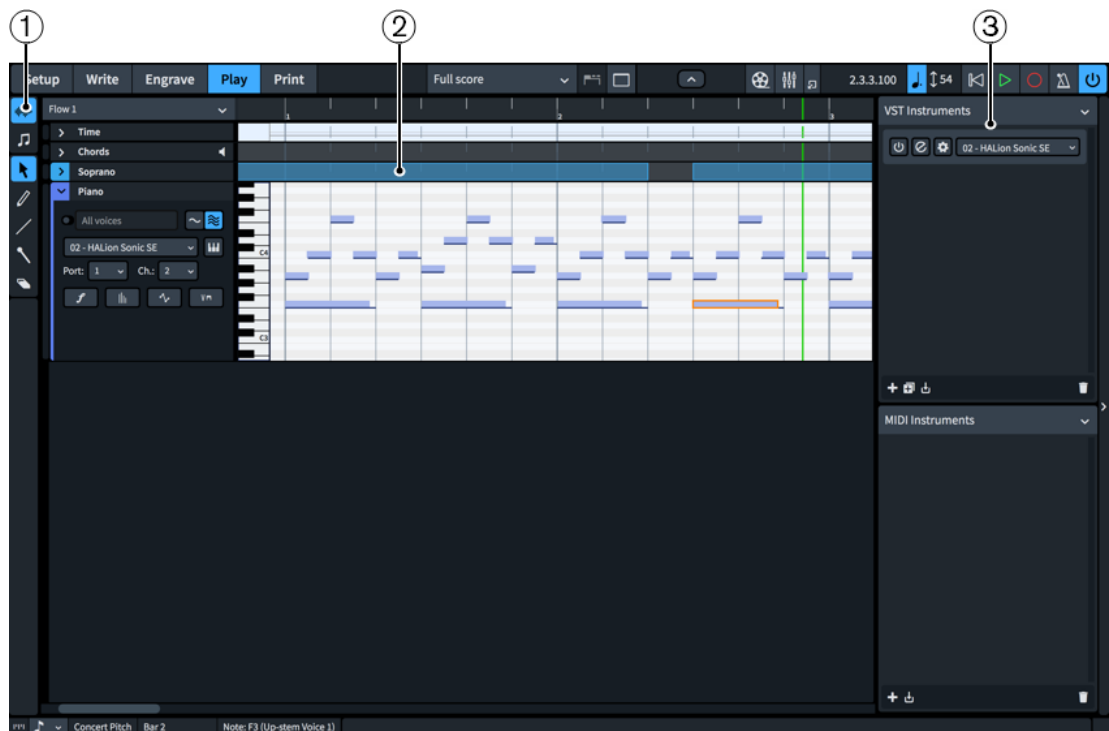 1 2 3
Setup Write Engrave Play Print Full score 2.3.3.100 54
Flow 1 1 2 3 VST Instruments
Time
Chords 02 - HALion Sonic SE
Soprano
Piano
All voices
02 - HALion Sonic SE C4
Port: 1 Ch.: 2
C3
MIDI Instruments
Concert Pitch Bar 2 Note: F3 (Up-stem Voice 1)